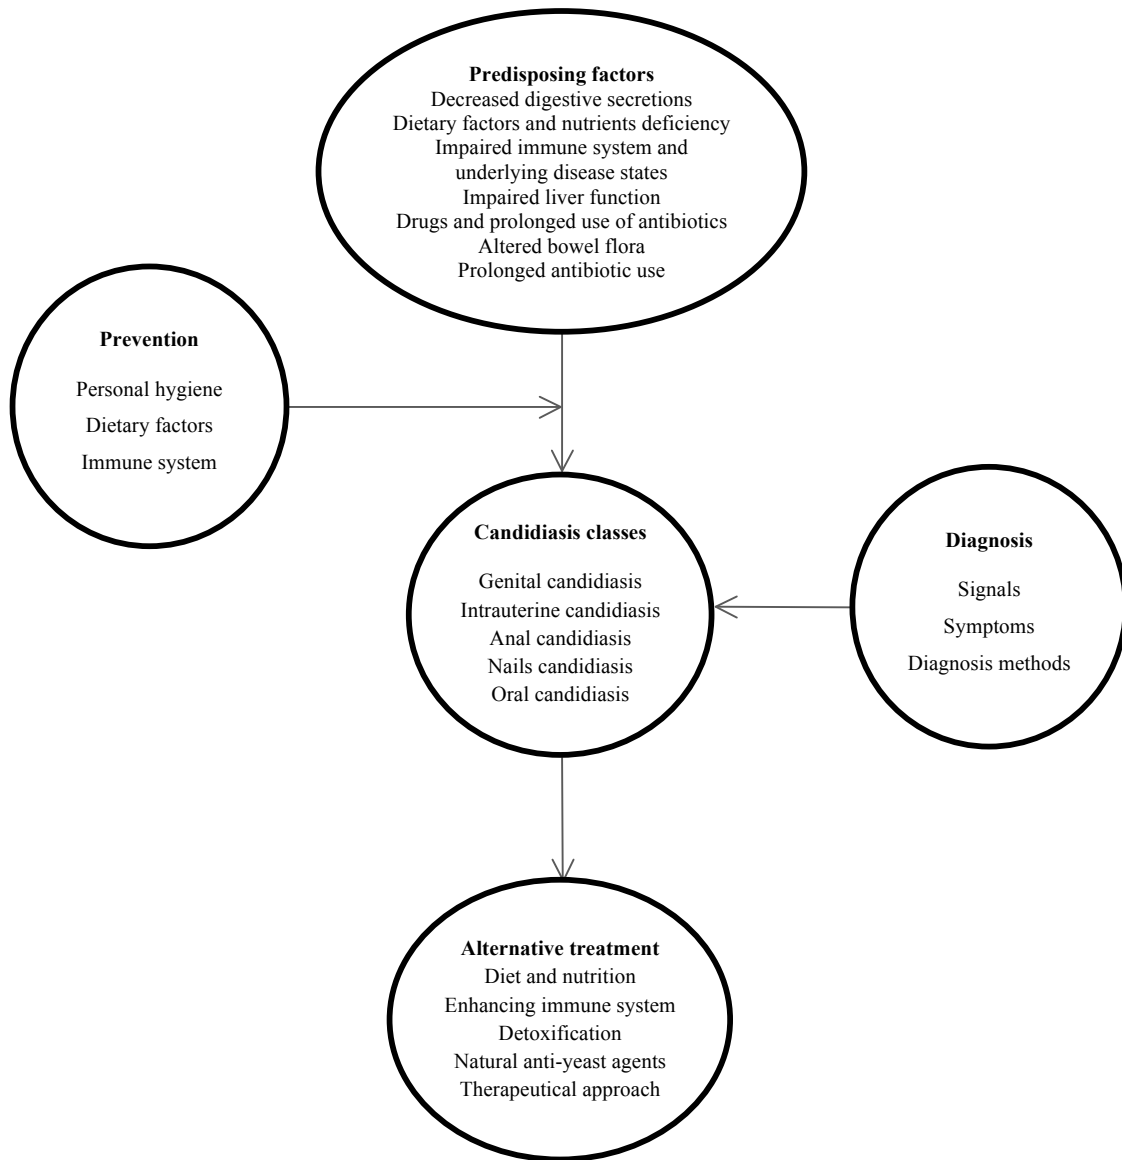 Predisposing factors
Decreased digestive secretions
Dietary factors and nutrients deficiency
Impaired immune system and
underlying disease states
Impaired liver function
Drugs and prolonged use of antibiotics
Altered bowel flora
Prolonged antibiotic use
Prevention
Personal hygiene
Dietary factors
Immune system
Candidiasis classes
Genital candidiasis
Intrauterine candidiasis
Anal candidiasis
Nails candidiasis
Oral candidiasis
Diagnosis
Signals
Symptoms
Diagnosis methods
Alternative treatment
Diet and nutrition
Enhancing immune system
Detoxification
Natural anti-yeast agents
Therapeutical approach